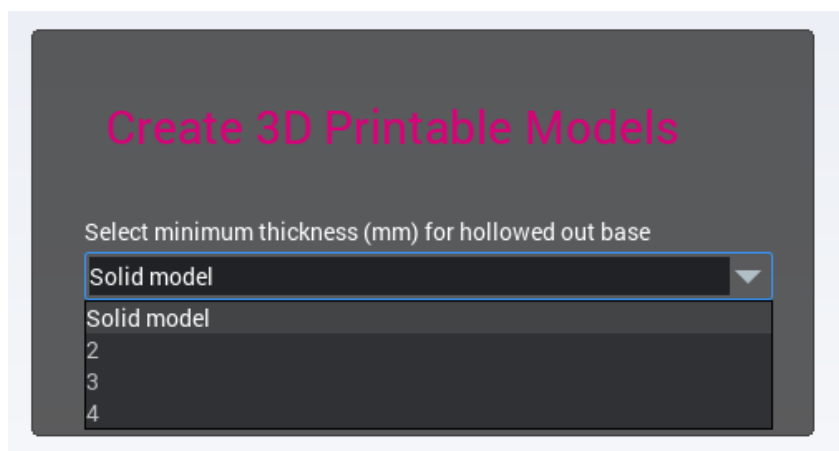 Create 3D Printable Models
Select minimum thickness (mm) for hollowed out base
Solid model
Solid model
2
3
4